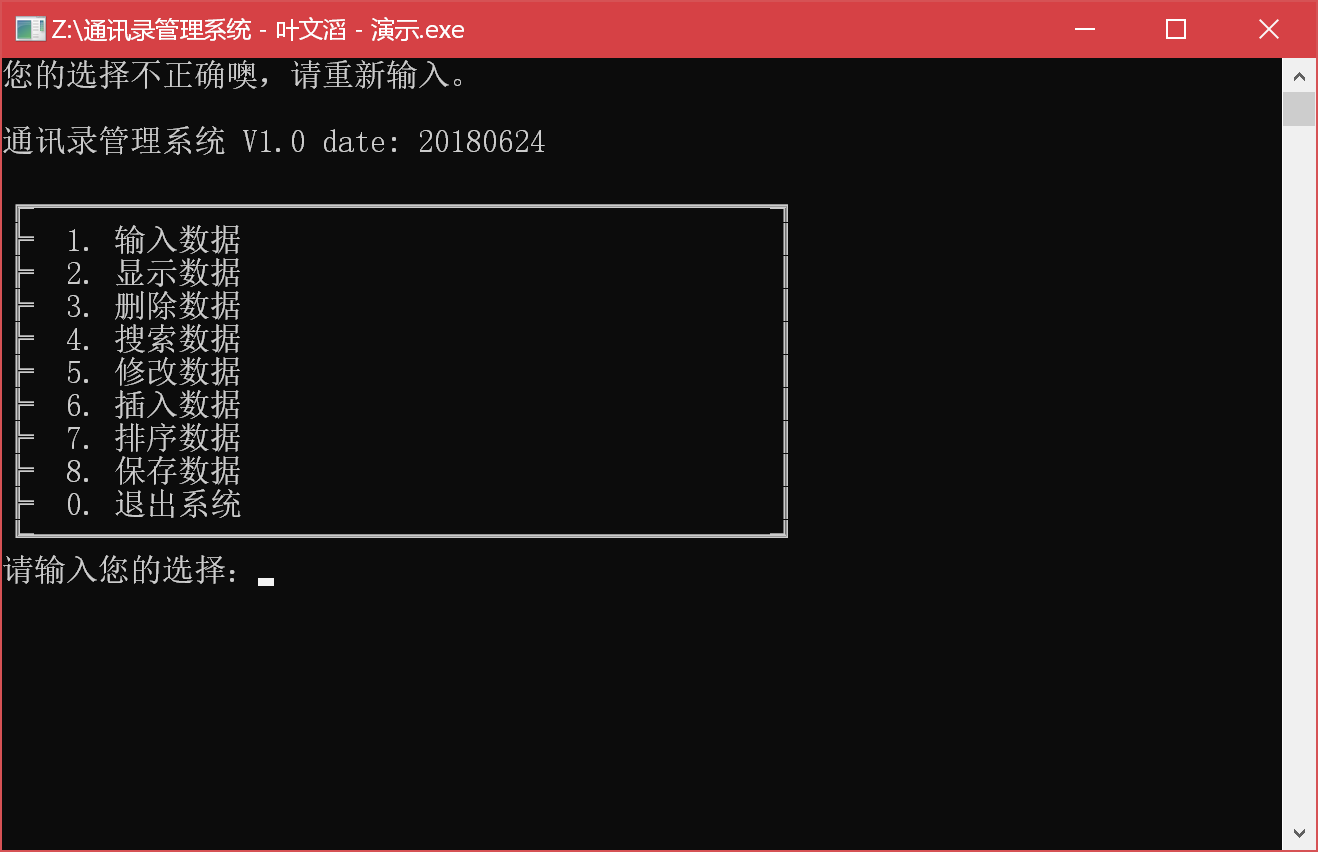 Z:\通讯录管理系统 - 叶文滔 - 演示.exe
您的选择不正确噢，请重新输入。
通讯录管理系统 V1.0 date: 20180624
1. 输入数据
2. 显示数据
3. 删除数据
4. 搜索数据
5. 修改数据
6. 插入数据
7. 排序数据
8. 保存数据
0. 退出系统
请输入您的选择：